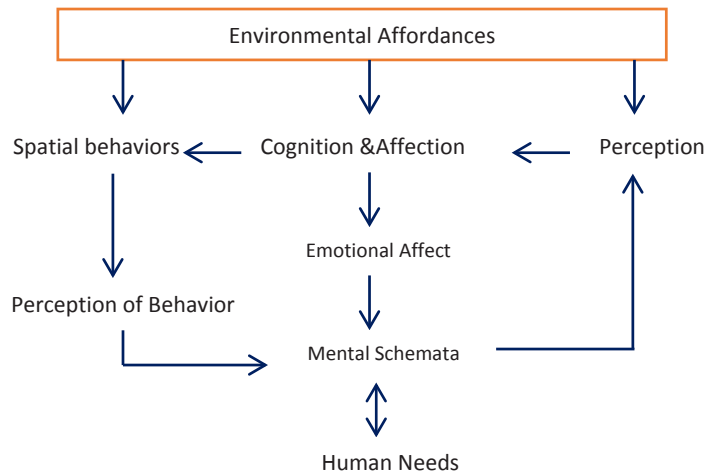 Environmental Affordances
Spatial behaviors
Cognition &Affection
Perception
Emotional Affect
Perception of Behavior
Mental Schemata
Human Needs